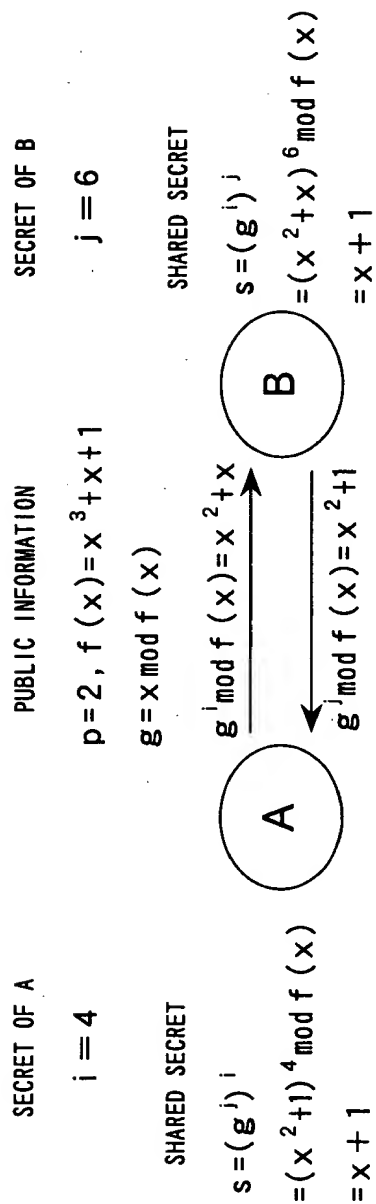 SECRET OF A
i=4
SHARED SECRET
s=(g^j)^i
=(x^2+1)^4 mod f(x)
=x+1
PUBLIC INFORMATION
p=2, f(x)=x^3+x+1
g=x mod f(x)
g^i mod f(x)=x^2+x
A
B
g^j mod f(x)=x^2+1
SECRET OF B
j=6
SHARED SECRET
s=(g^i)^j
=(x^2+x)^6 mod f(x)
=x+1